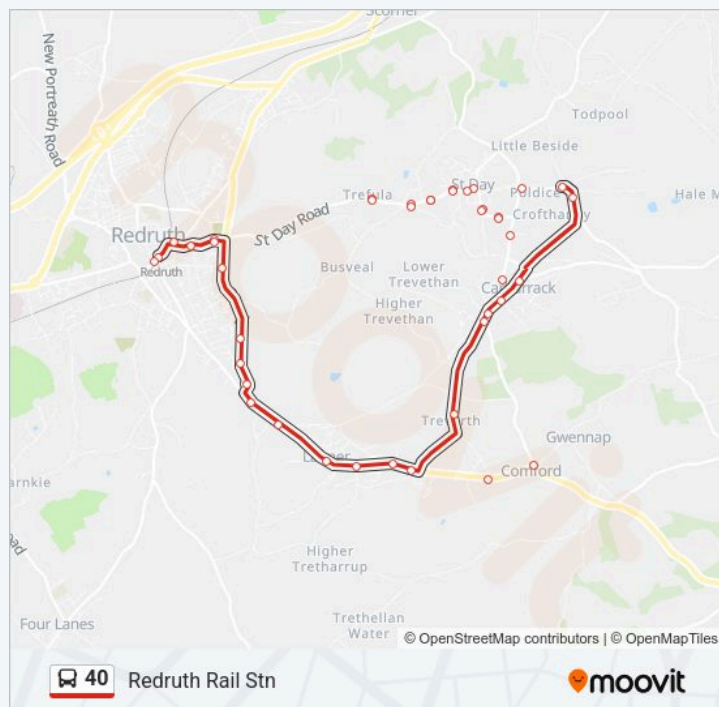 Scorrier
New Portreath Road
Todpool
Little Beside
St Day
Trefula
Hale M
Crofthandy
Redruth
St Day Road
Redruth
Busveal
Lower
Trevethan
Carharrack
Higher
Trevethan
Lanner
Gwennap
Comford
arnkie
oad
Higher
Tretharrup
Four Lanes
Trethellan
Water
© OpenStreetMap contributors | © OpenMapTiles
40
Redruth Rail Stn
moovit